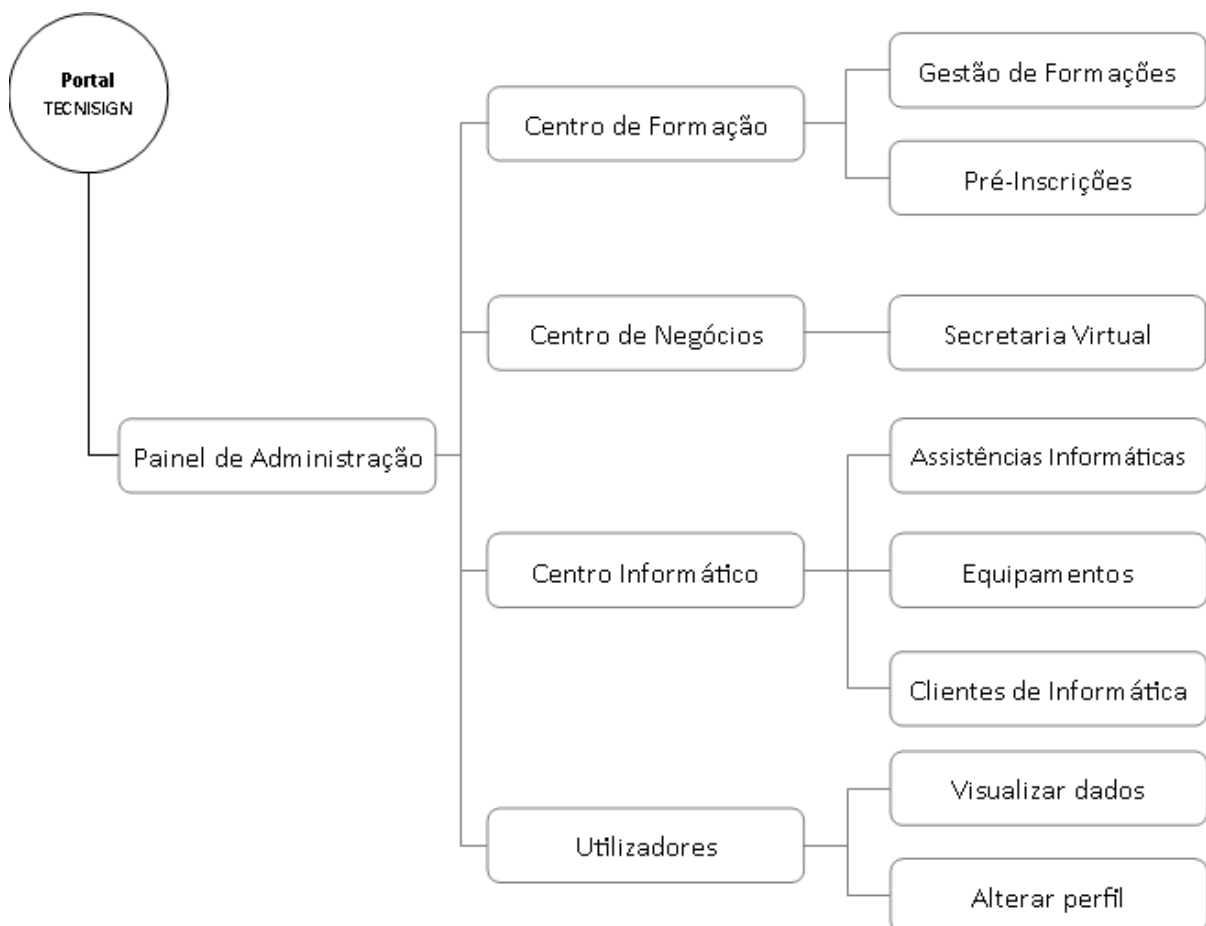 Portal
TECNISIGN
Painel de Administração
Centro de Formação
Gestão de Formações
Pré-Inscrições
Centro de Negócios
Secretaria Virtual
Centro Informático
Assistências Informáticas
Equipamentos
Clientes de Informática
Utilizadores
Visualizar dados
Alterar perfil